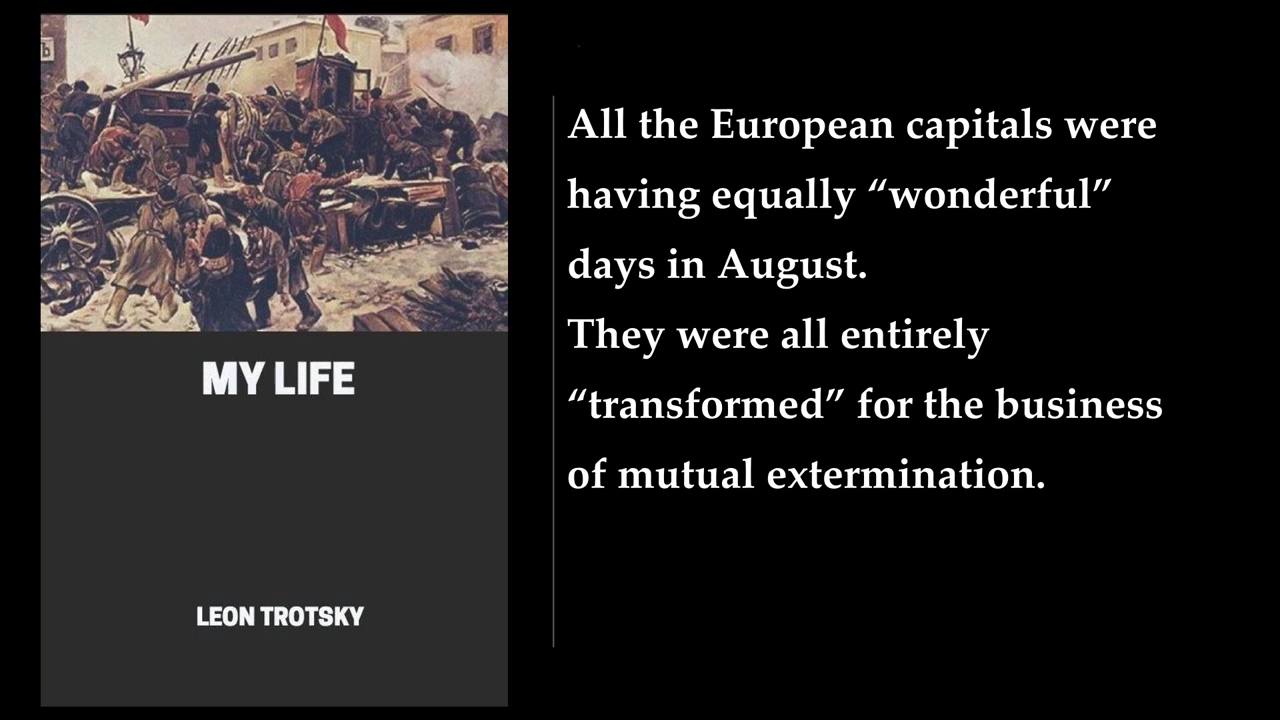 MY LIFE
LEON TROTSKY
All the European capitals were
having equally “wonderful”
days in August.
They were all entirely
“transformed” for the business
of mutual extermination.